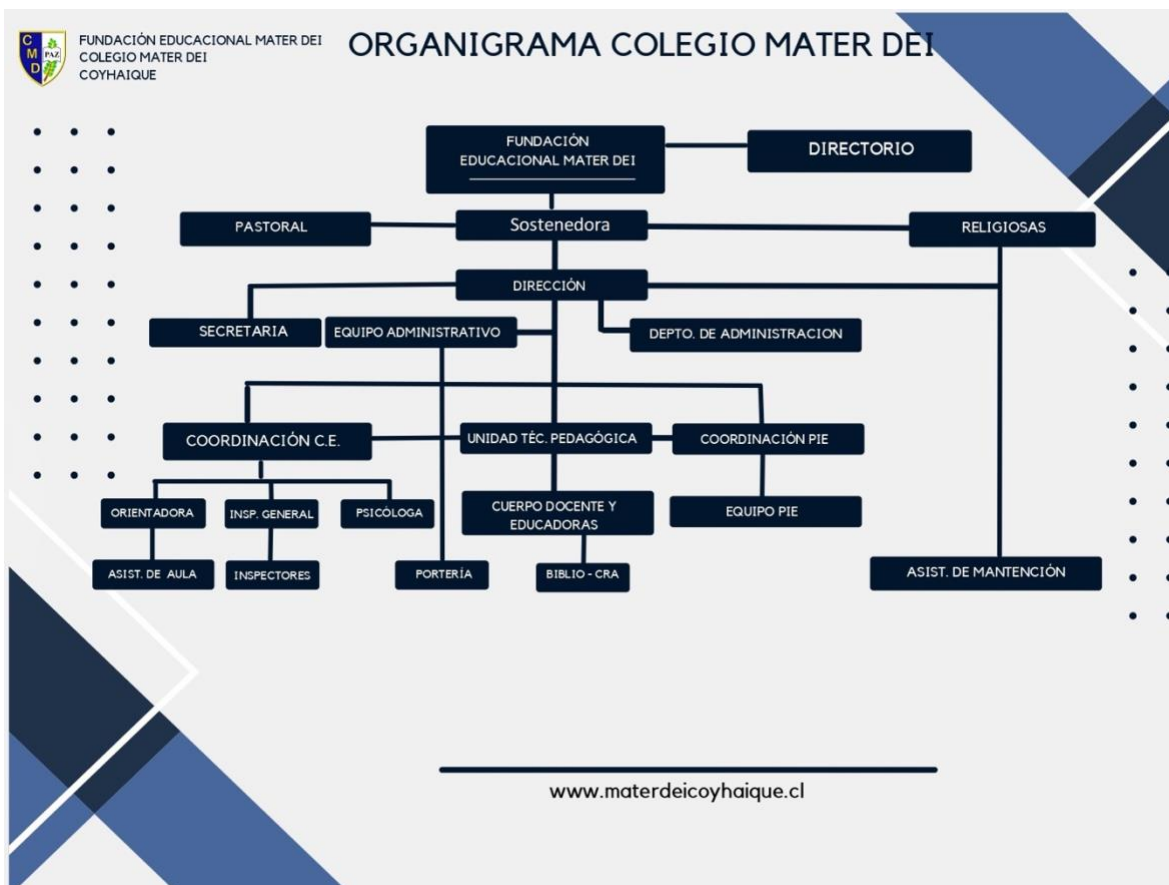 C
M
D
PAZ
FUNDACIÓN EDUCACIONAL MATER DEI
COLEGIO MATER DEI
COYHAIQUE
ORGANIGRAMA COLEGIO MATER DEI
FUNDACIÓN
EDUCACIONAL MATER DEI
DIRECTORIO
PASTORAL
Sostenedora
RELIGIOSAS
DIRECCIÓN
SECRETARIA
EQUIPO ADMINISTRATIVO
DEPTO. DE ADMINISTRACION
COORDINACIÓN C.E.
UNIDAD TÉC. PEDAGÓGICA
COORDINACIÓN PIE
ORIENTADORA
INSP. GENERAL
PSICÓLOGA
CUERPO DOCENTE Y
EDUCADORAS
EQUIPO PIE
ASIST. DE AULA
INSPECTORES
PORTERÍA
BIBLIO - CRA
ASIST. DE MANTENCIÓN
www.materdeicoyhaique.cl